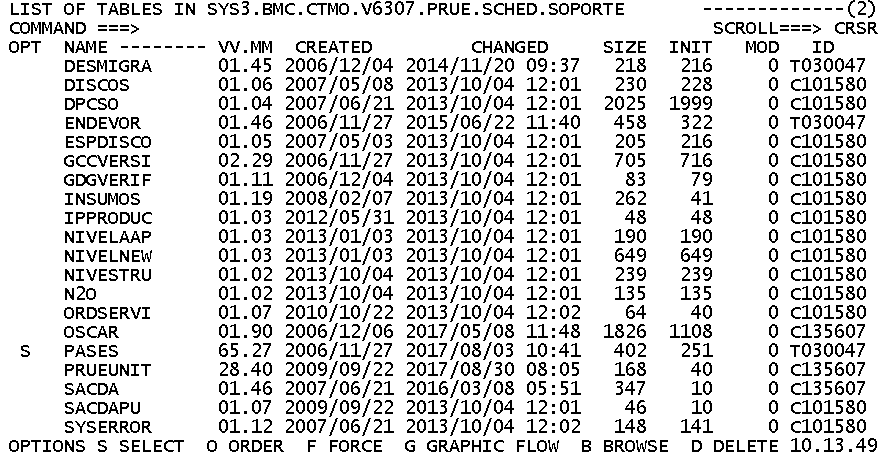 LIST OF TABLES IN SYS3.BMC.CTMO.V6307.PRUE.SCHED.SOPORTE -------------(2)
COMMAND ===> SCROLL===> CRSR
OPT NAME -------- VV.MM CREATED CHANGED SIZE INIT MOD ID
DESMIGRA 01.45 2006/12/04 2014/11/20 09:37 218 216 0 T030047
DISCOS 01.06 2007/05/08 2013/10/04 12:01 230 228 0 C101580
DPCSO 01.04 2007/06/21 2013/10/04 12:01 2025 1999 0 C101580
ENDEVOR 01.46 2006/11/27 2015/06/22 11:40 458 322 0 T030047
ESPDISCO 01.05 2007/05/03 2013/10/04 12:01 205 216 0 C101580
GCCVERSI 02.29 2006/11/27 2013/10/04 12:01 705 716 0 C101580
GDGVERIF 01.11 2006/12/04 2013/10/04 12:01 83 79 0 C101580
INSUMOS 01.19 2008/02/07 2013/10/04 12:01 262 41 0 C101580
IPPRODUC 01.03 2012/05/31 2013/10/04 12:01 48 48 0 C101580
NIVELAAP 01.03 2013/01/03 2013/10/04 12:01 190 190 0 C101580
NIVELNEW 01.03 2013/01/03 2013/10/04 12:01 649 649 0 C101580
NIVESTRU 01.02 2013/10/04 2013/10/04 12:01 239 239 0 C101580
N2O 01.02 2013/10/04 2013/10/04 12:01 135 135 0 C101580
ORDSERVI 01.07 2010/10/22 2013/10/04 12:02 64 40 0 C101580
OSCAR 01.90 2006/12/06 2017/05/08 11:48 1826 1108 0 C135607
S PASES 65.27 2006/11/27 2017/08/03 10:41 402 251 0 T030047
PRUEUNIT 28.40 2009/09/22 2017/08/30 08:05 168 40 0 C135607
SACDA 01.46 2007/06/21 2016/03/08 05:51 347 10 0 C135607
SACDAPU 01.07 2009/09/22 2013/10/04 12:01 46 10 0 C101580
SYSERROR 01.12 2007/06/21 2013/10/04 12:02 148 141 0 C101580
OPTIONS S SELECT O ORDER F FORCE G GRAPHIC FLOW B BROWSE D DELETE 10.13.49